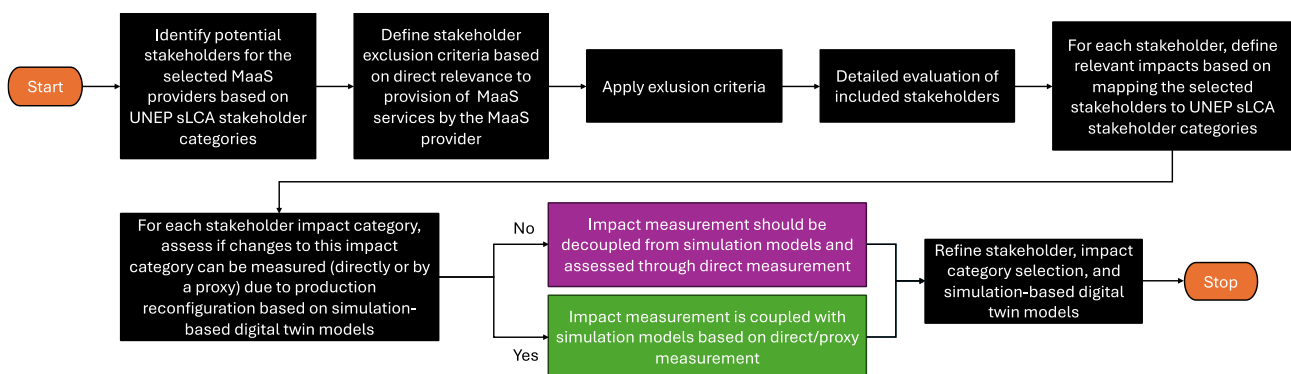 Start
Identify potential
stakeholders for the
selected MaaS
providers based on
UNEP sLCA stakeholder
categories
Define stakeholder
exclusion criteria based
on direct relevance to
provision of MaaS
services by the MaaS
provider
Apply exlusion criteria
Detailed evaluation of
included stakeholders
For each stakeholder, define
relevant impacts based on
mapping the selected
stakeholders to UNEP sLCA
stakeholder categories
For each stakeholder impact category,
assess if changes to this impact
category can be measured (directly or by
a proxy) due to production
reconfiguration based on simulation-
based digital twin models
No
Impact measurement should be
decoupled from simulation models and
assessed through direct measurement
Yes
Impact measurement is coupled with
simulation models based on direct/proxy
measurement
Refine stakeholder, impact
category selection, and
simulation-based digital
twin models
Stop